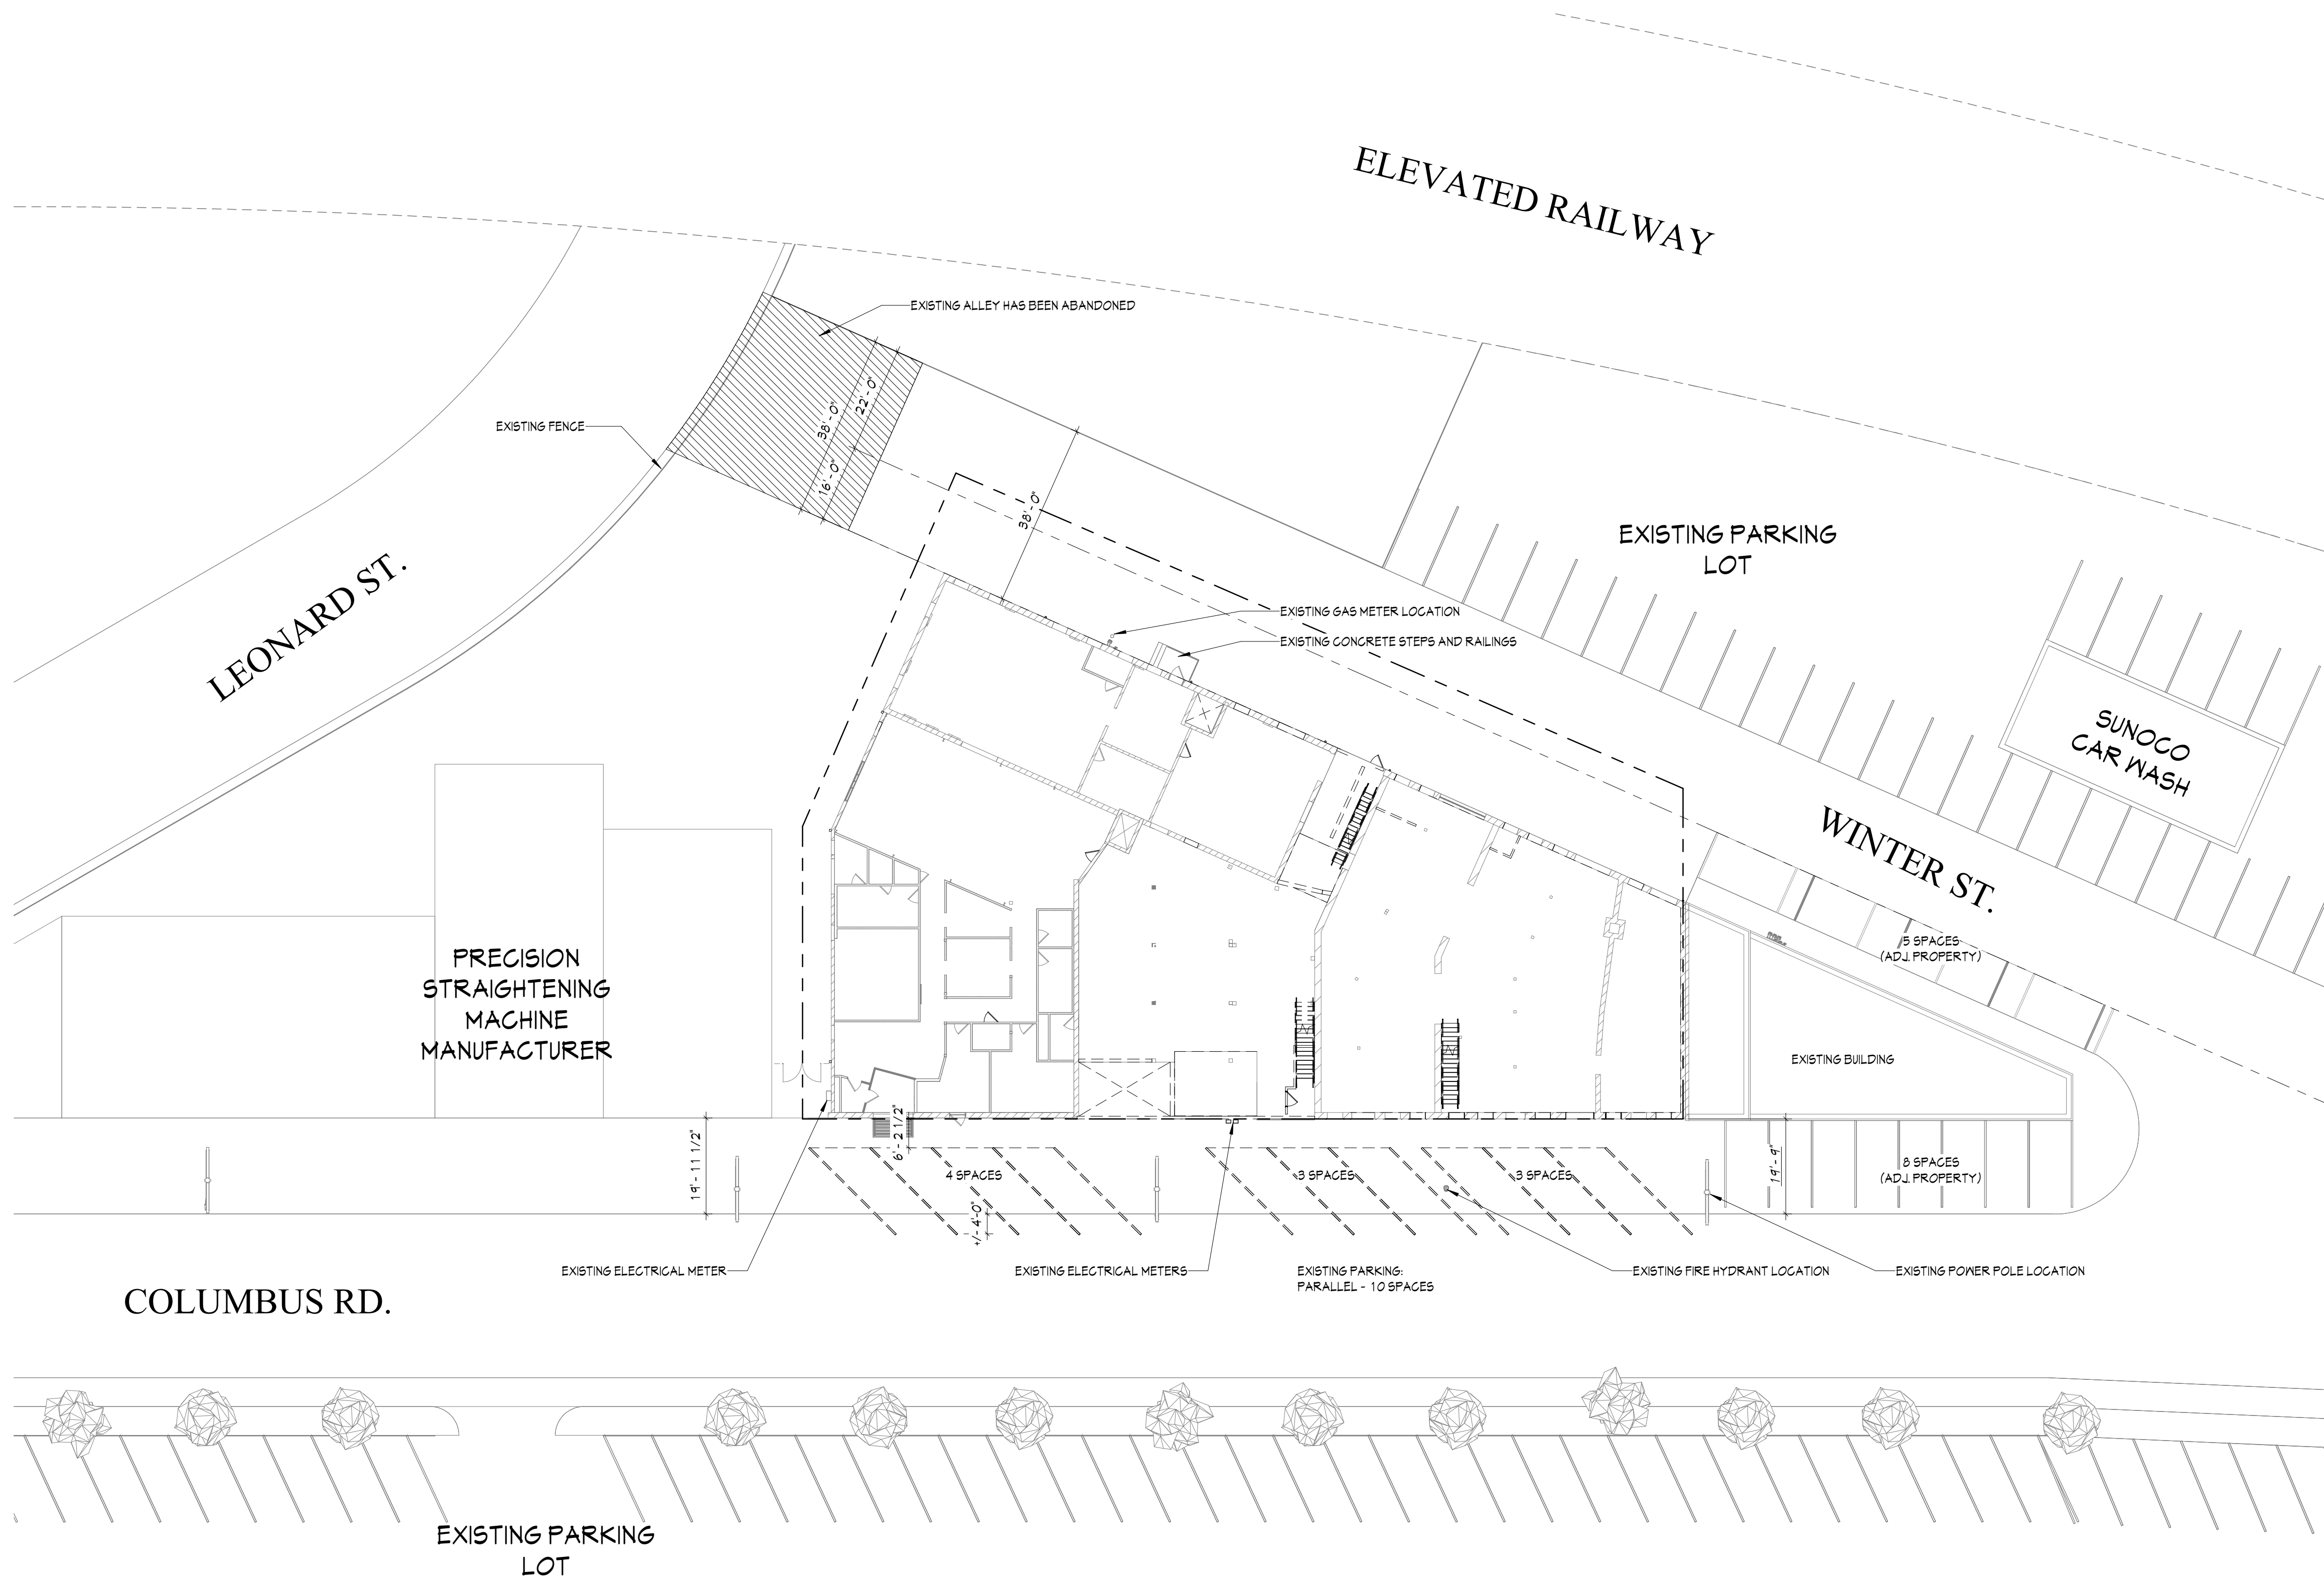 ELEVATED RAILWAY
EXISTING ALLEY HAS BEEN ABANDONED
22'-0"
38'-0"
16'-0"
EXISTING FENCE
38'-0"
EXISTING PARKING
LOT
LEONARD ST.
EXISTING GAS METER LOCATION
EXISTING CONCRETE STEPS AND RAILINGS
SUNOCO
CAR WASH
WINTER ST.
5 SPACES
(ADJ. PROPERTY)
PRECISION
STRAIGHTENING
MACHINE
MANUFACTURER
EXISTING BUILDING
19'-11 1/2"
6'-2 1/2"
4 SPACES
3 SPACES
3 SPACES
19'-9"
8 SPACES
(ADJ. PROPERTY)
+/- 4'-0"
EXISTING ELECTRICAL METER
EXISTING ELECTRICAL METERS
EXISTING PARKING:
PARALLEL - 10 SPACES
EXISTING FIRE HYDRANT LOCATION
EXISTING POWER POLE LOCATION
COLUMBUS RD.
EXISTING PARKING
LOT